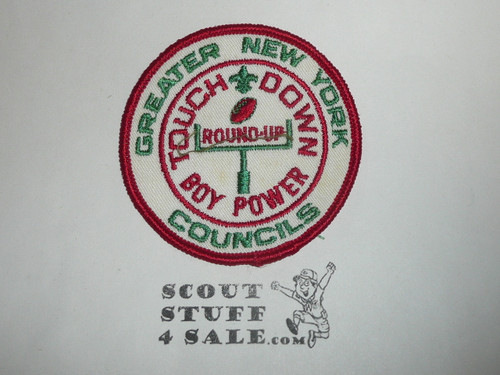 GREATER NEW YORK
TOUCH DOWN
ROUND-UP
BOY POWER
COUNCILS
SCOUT
STUFF
4 SALE.com